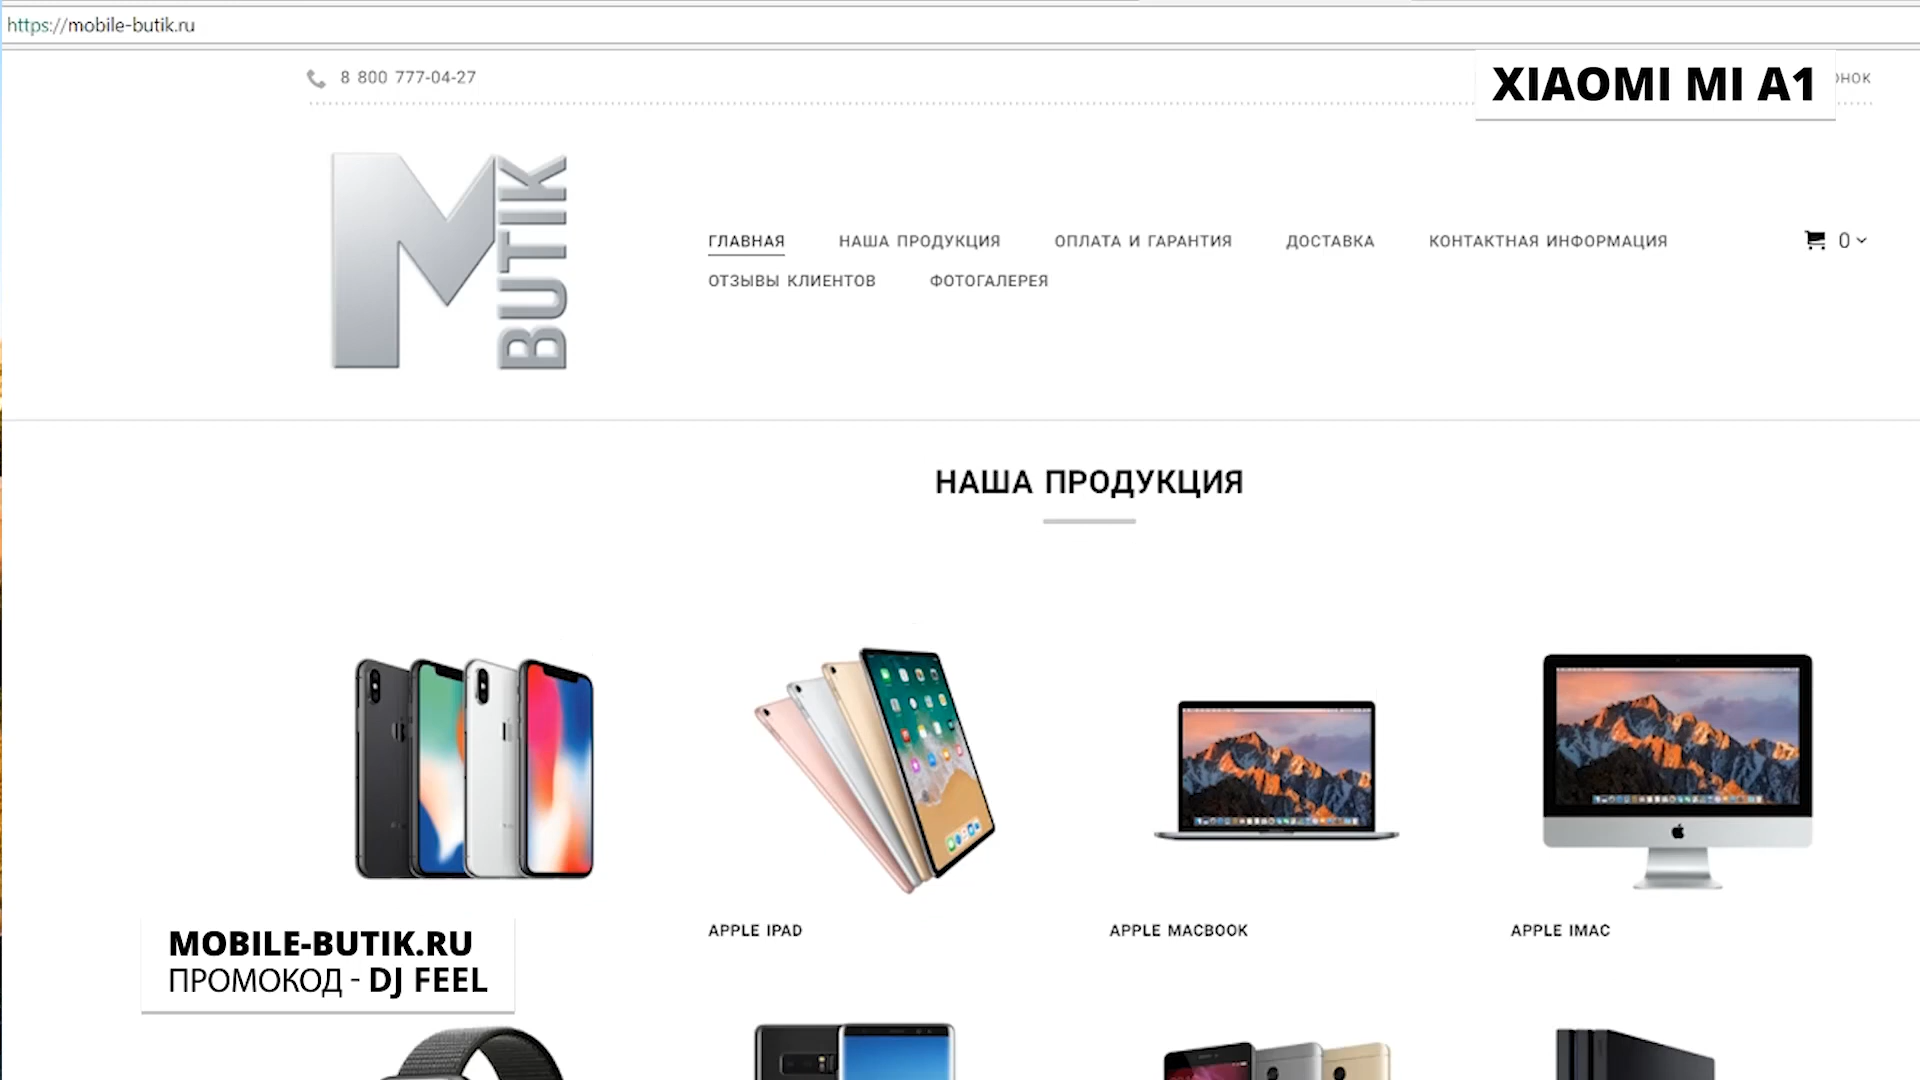 https://mobile-butik.ru
8 800 777-04-27
XIAOMI MI A1
M BUTIK
ГЛАВНАЯ
НАША ПРОДУКЦИЯ
ОПЛАТА И ГАРАНТИЯ
ДОСТАВКА
КОНТАКТНАЯ ИНФОРМАЦИЯ
0
ОТЗЫВЫ КЛИЕНТОВ
ФОТОГАЛЕРЕЯ
НАША ПРОДУКЦИЯ
APPLE IPAD
APPLE MACBOOK
APPLE IMAC
MOBILE-BUTIK.RU
ПРОМОКОД - DJ FEEL